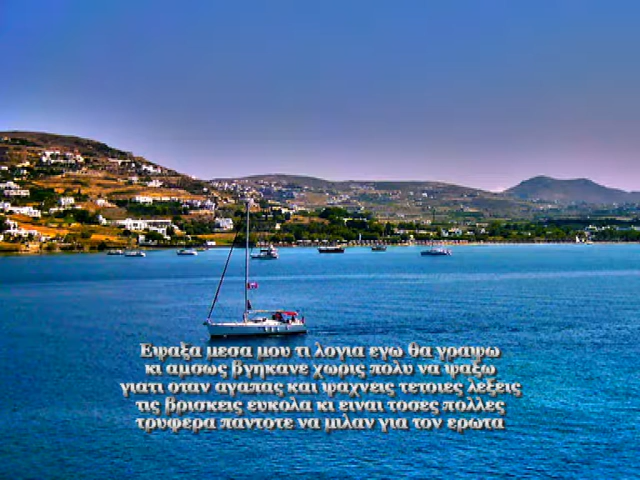 Εψαξα μεσα μου τι λογια εγω θα γραψω
κι αμσως βγηκανε χωρις πολυ να ψαξω
γιατι οταν αγαπας και ψαχνεις τετοιες λεξεις
τις βρισκεις ευκολα κι ειναι τοσες πολλες
τρυφερα παντοτε να μιλαν για τον ερωτα